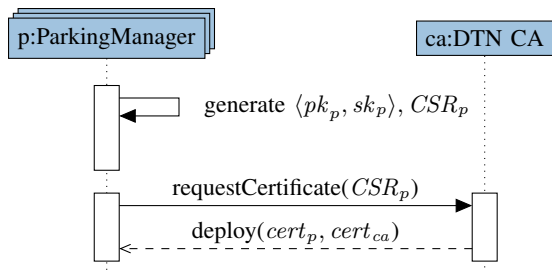 p:ParkingManager
ca:DTN CA
generate ⟨pk_p, sk_p⟩, CSR_p
requestCertificate(CSR_p)
deploy(cert_p, cert_ca)